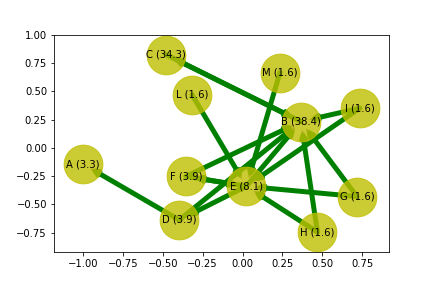 1.00
0.75
0.50
0.25
0.00
−0.25
−0.50
−0.75
C (34.3)
M (1.6)
L (1.6)
I (1.6)
B (38.4)
A (3.3)
F (3.9)
E (8.1)
G (1.6)
D (3.9)
H (1.6)
−1.00 −0.75 −0.50 −0.25 0.00 0.25 0.50 0.75